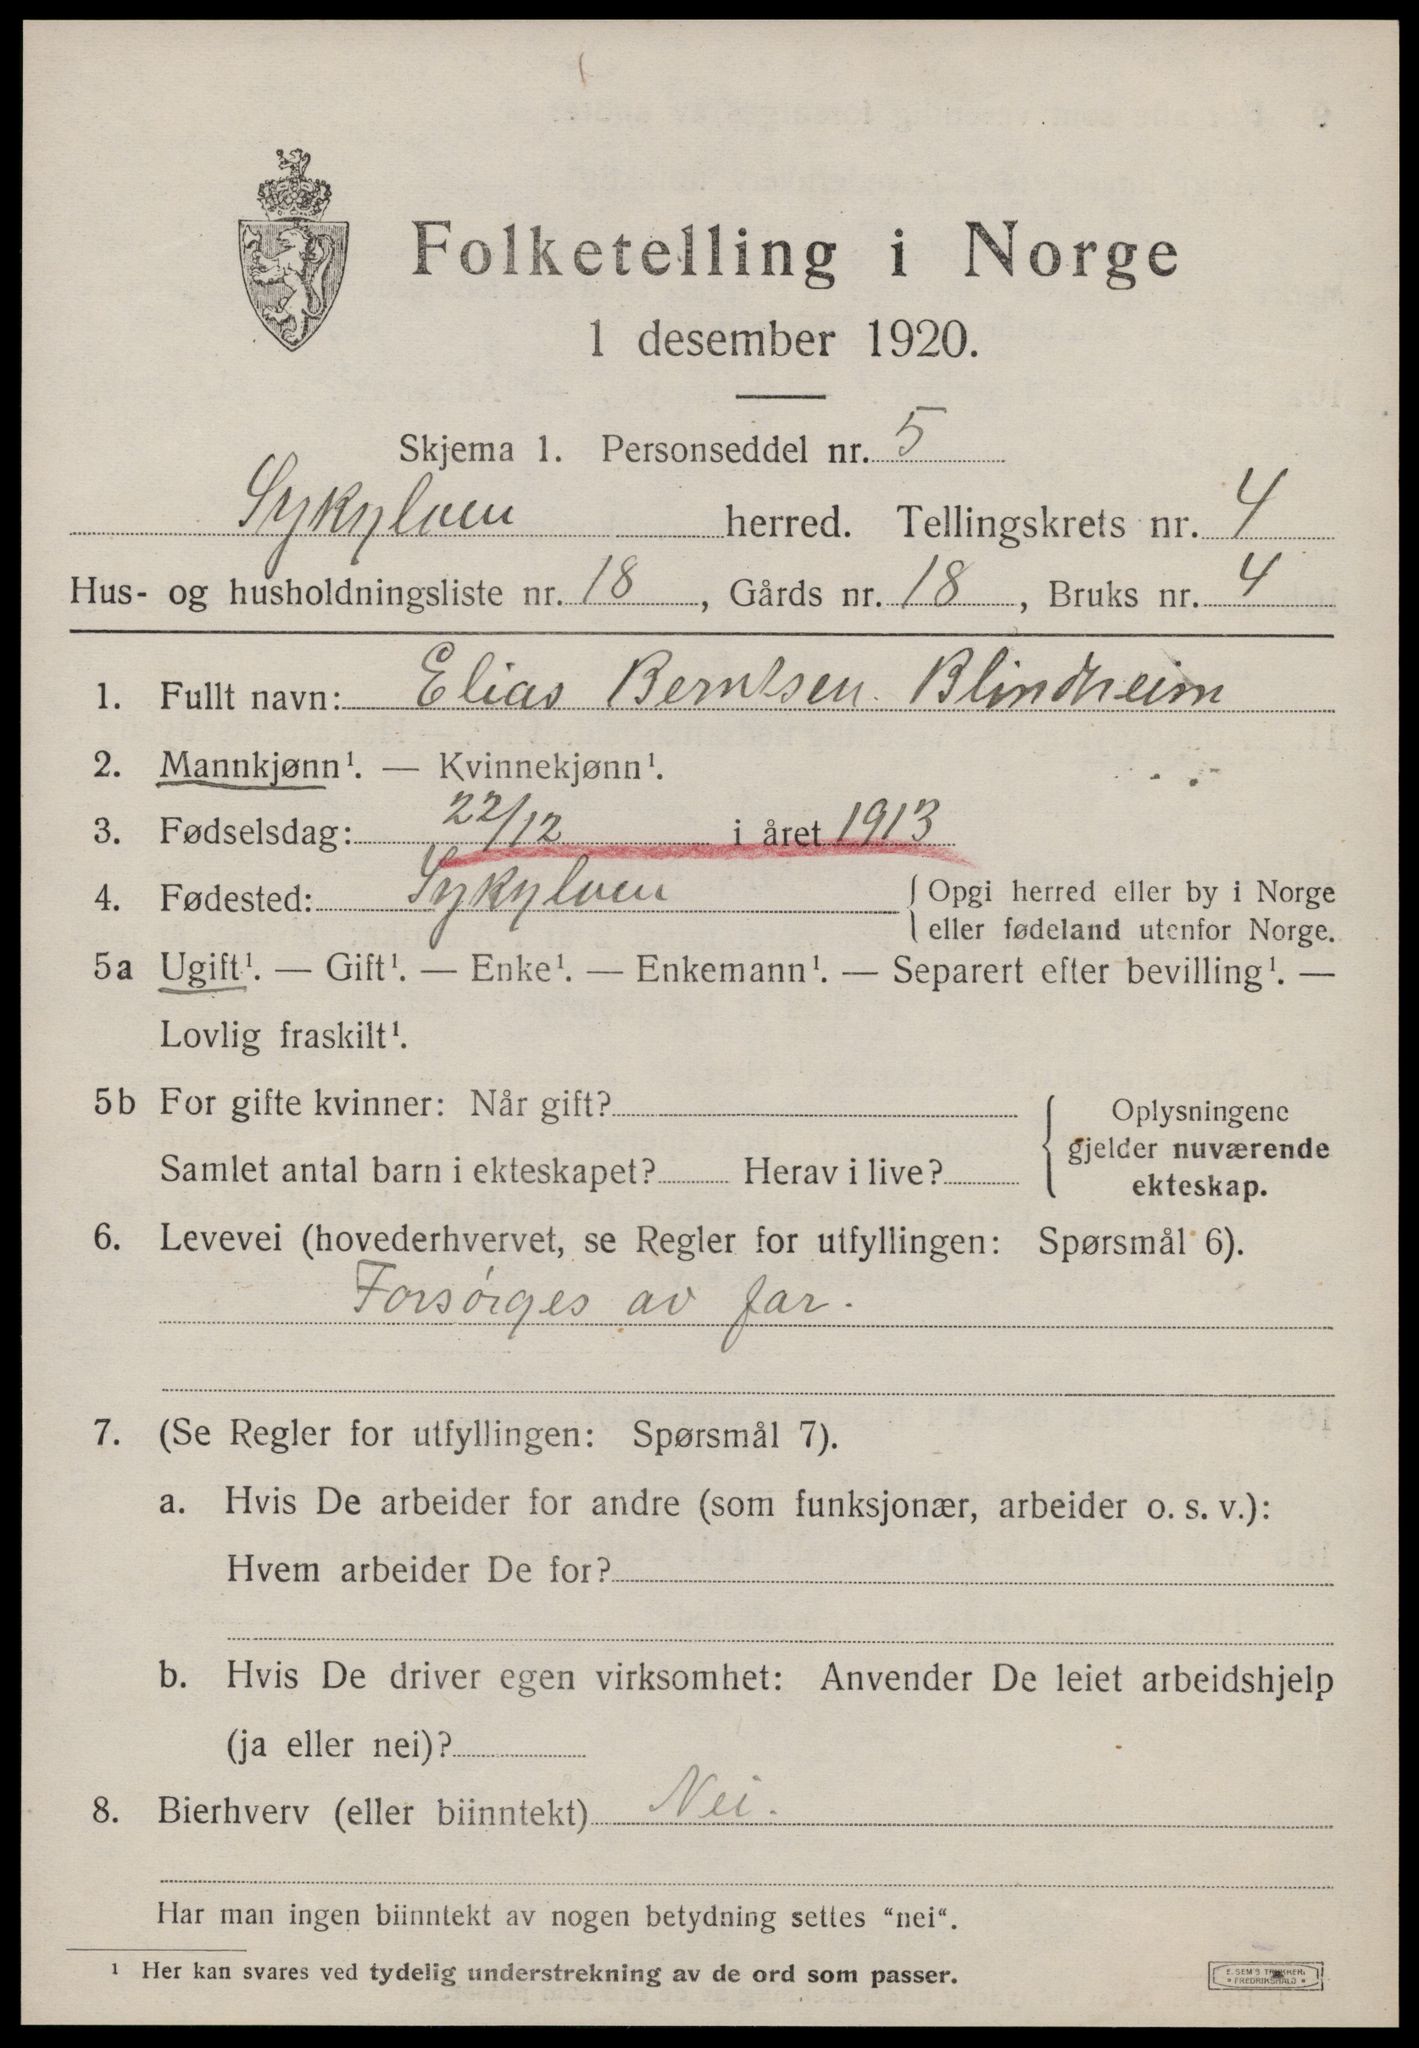 Folketelling i Norge
1 desember 1920.
Skjema 1. Personseddel nr. 5
Sykylven herred. Tellingskrets nr. 4
Hus- og husholdningsliste nr. 18, Gårds nr. 18, Bruks nr. 4
1. Fullt navn: Elias Berntsen Blindheim
2. Mannkjønn¹. — Kvinnekjønn¹.
3. Fødselsdag: 22/12 i året 1913
4. Fødested: Sykylven { Opgi herred eller by i Norge
eller fødeland utenfor Norge.
5a Ugift¹. — Gift¹. — Enke¹. — Enkemann¹. — Separert efter bevilling¹. —
Lovlig fraskilt¹.
5b For gifte kvinner: Når gift?
Samlet antal barn i ekteskapet? Herav i live?
{ Oplysningene
gjelder nuværende
ekteskap.
6. Levevei (hovederhvervet, se Regler for utfyllingen: Spørsmål 6).
Forsørges av far.
7. (Se Regler for utfyllingen: Spørsmål 7).
a. Hvis De arbeider for andre (som funksjonær, arbeider o. s. v.):
Hvem arbeider De for?
b. Hvis De driver egen virksomhet: Anvender De leiet arbeidshjelp
(ja eller nei)?
8. Bierhverv (eller biinntekt) Nei.
Har man ingen biinntekt av nogen betydning settes “nei“.
¹ Her kan svares ved tydelig understrekning av de ord som passer.
E. SEM'S TRYKKERI
FREDRIKSHALD